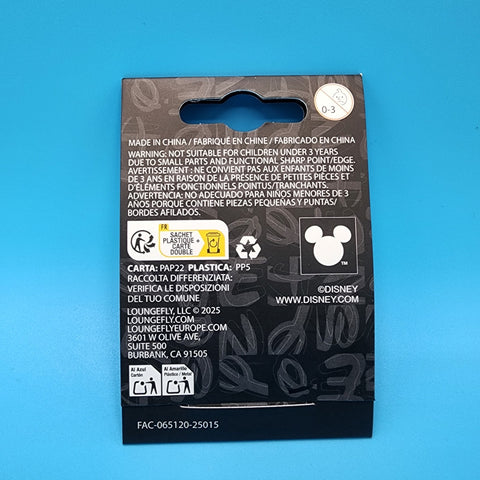 0-3
MADE IN CHINA / FABRIQUÉ EN CHINE / FABRICADO EN CHINA
WARNING: NOT SUITABLE FOR CHILDREN UNDER 3 YEARS
DUE TO SMALL PARTS AND FUNCTIONAL SHARP POINT/EDGE.
AVERTISSEMENT : NE CONVIENT PAS AUX ENFANTS DE MOINS
DE 3 ANS EN RAISON DE LA PRÉSENCE DE PETITES PIÈCES ET
D'ÉLÉMENTS FONCTIONNELS POINTUS/TRANCHANTS.
ADVERTENCIA: NO ADECUADO PARA NIÑOS MENORES DE 3
AÑOS PORQUE CONTIENE PIEZAS PEQUEÑAS Y PUNTAS/
BORDES AFILADOS.
FR
SACHET
PLASTIQUE +
CARTE
DOUBLE
CARTA: PAP22 PLASTICA: PP5
RACCOLTA DIFFERENZIATA:
VERIFICA LE DISPOSIZIONI
DEL TUO COMUNE
TM
©DISNEY
WWW.DISNEY.COM
LOUNGEFLY, LLC © 2025
LOUNGEFLY.COM
LOUNGEFLYEUROPE.COM
3601 W OLIVE AVE,
SUITE 500
BURBANK, CA 91505
Al Azul
Cartón
Al Amarillo
Plástico / Metal
FAC-065120-25015